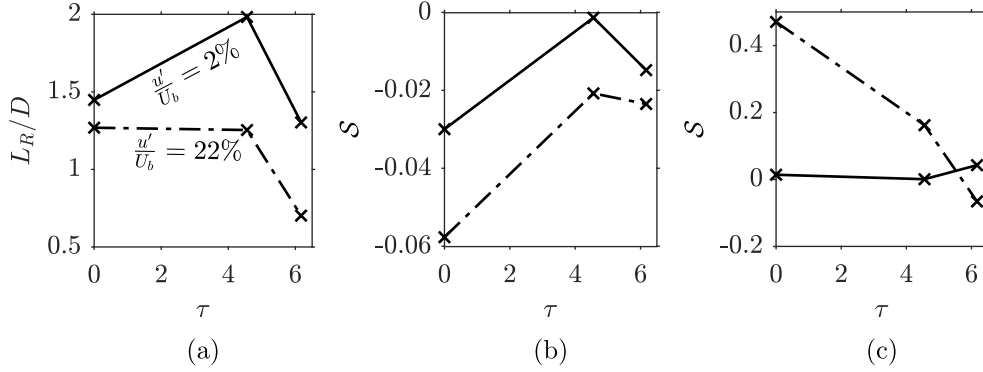 2
1.5
1
0.5
L_R/D
u'/U_b = 2%
u'/U_b = 22%
0 2 4 6
τ
(a)
0
-0.02
-0.04
-0.06
S
0 2 4 6
τ
(b)
0.4
0.2
0
-0.2
S
0 2 4 6
τ
(c)